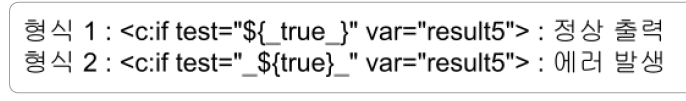 형식 1 : <c:if test="${_true_}" var="result5"> : 정상 출력
형식 2 : <c:if test="_${true}_" var="result5"> : 에러 발생